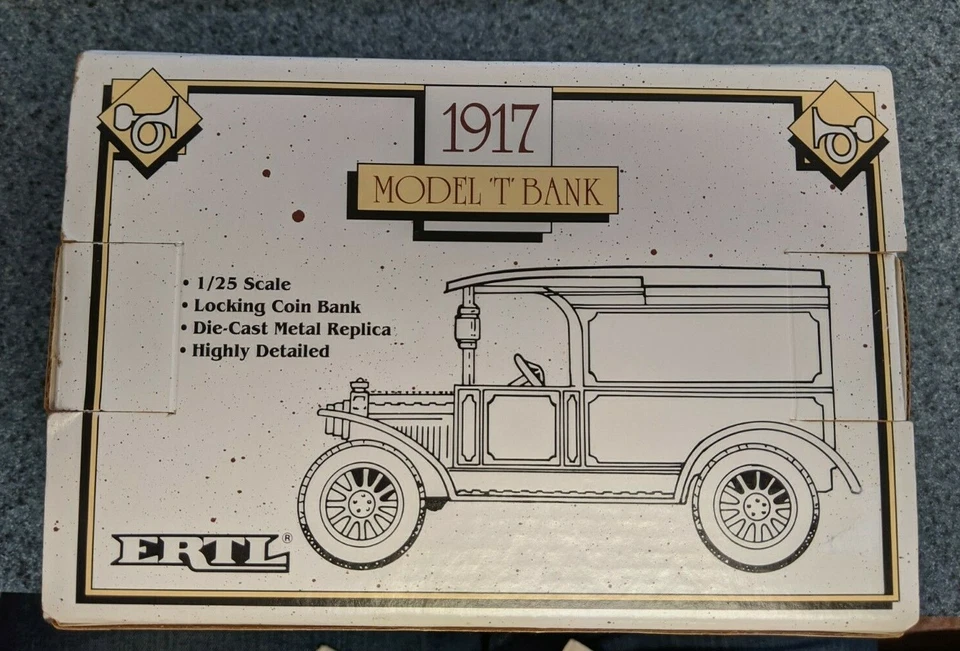 1917
MODEL 'T' BANK
• 1/25 Scale
• Locking Coin Bank
• Die-Cast Metal Replica
• Highly Detailed
ERTL®